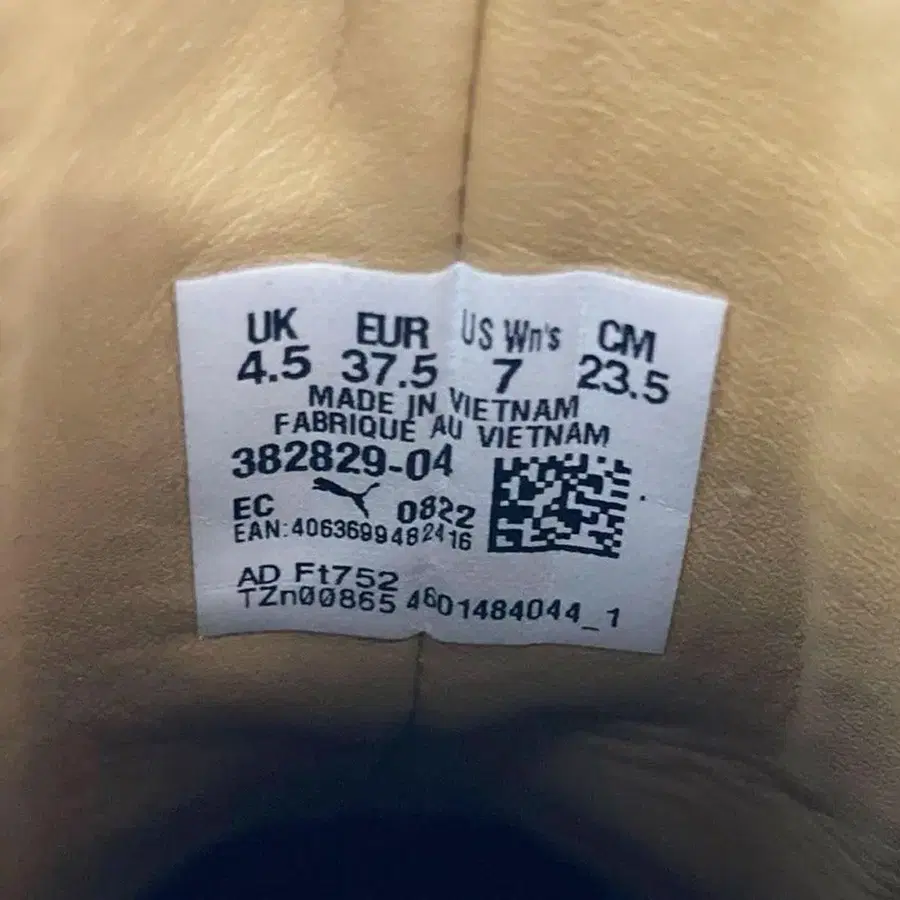 UK EUR US Wn's CM
4.5 37.5 7 23.5
MADE IN VIETNAM
FABRIQUE AU VIETNAM
382829-04
EC 0822
EAN:4063699482416
AD Ft752
TZn00865 4601484044_1